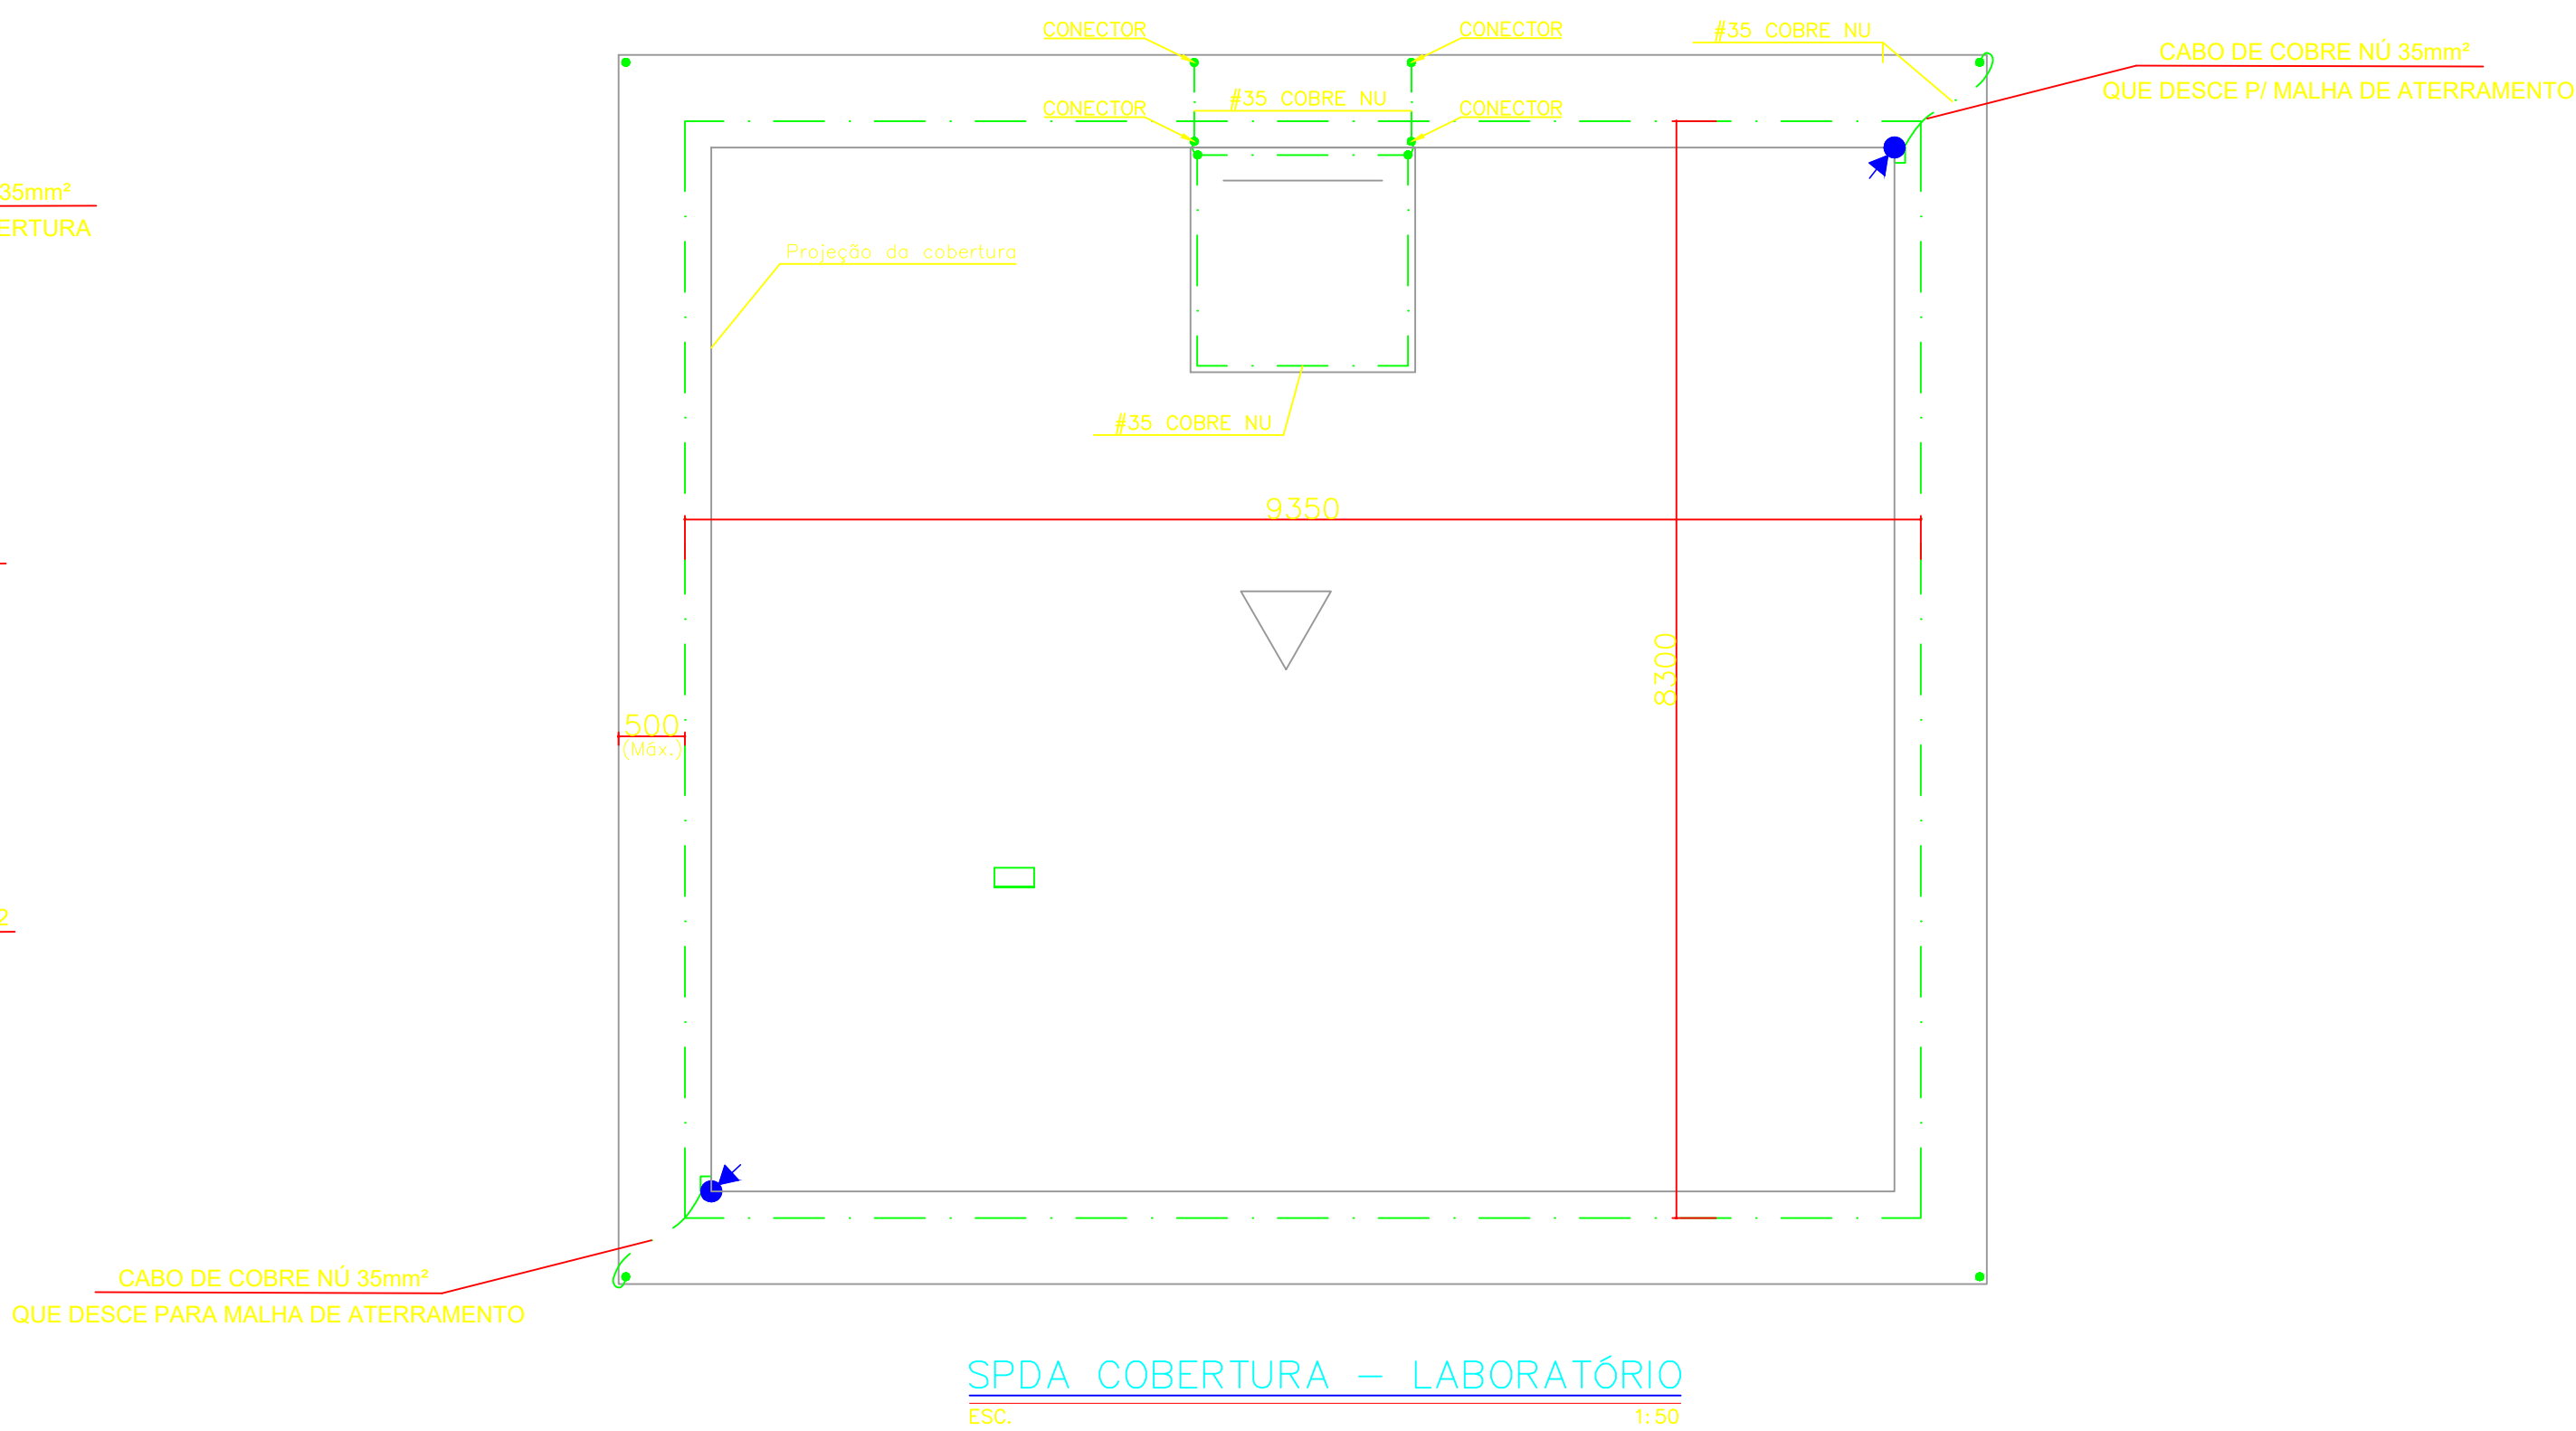 CONECTOR
CONECTOR
#35 COBRE NU
CABO DE COBRE NÚ 35mm²
QUE DESCE P/ MALHA DE ATERRAMENTO
CONECTOR
#35 COBRE NU
CONECTOR
35mm²
ERTURA
Projeção da cobertura
#35 COBRE NU
9350
8300
500
(Máx.)
2
CABO DE COBRE NÚ 35mm²
QUE DESCE PARA MALHA DE ATERRAMENTO
SPDA COBERTURA – LABORATÓRIO
ESC. 1:50